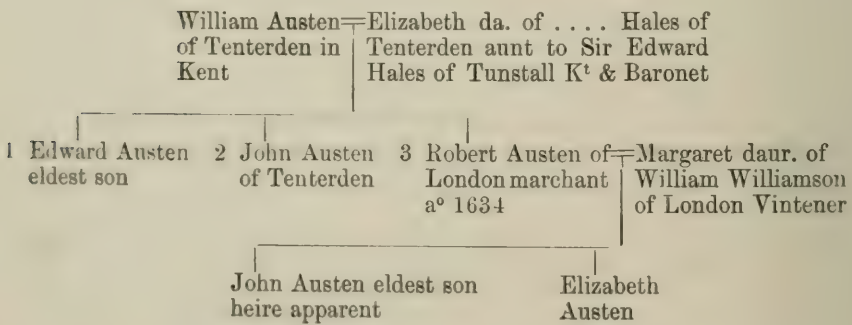 William Austen Elizabeth da. of . . . . Hales of
of Tenterden in Tenterden aunt to Sir Edward
Kent Hales of Tunstall Kᵗ & Baronet
1 Edward Austen 2 John Austen 3 Robert Austen of Margaret daur. of
eldest son of Tenterden London marchant William Williamson
aᵒ 1634 of London Vintener
John Austen eldest son Elizabeth
heire apparent Austen